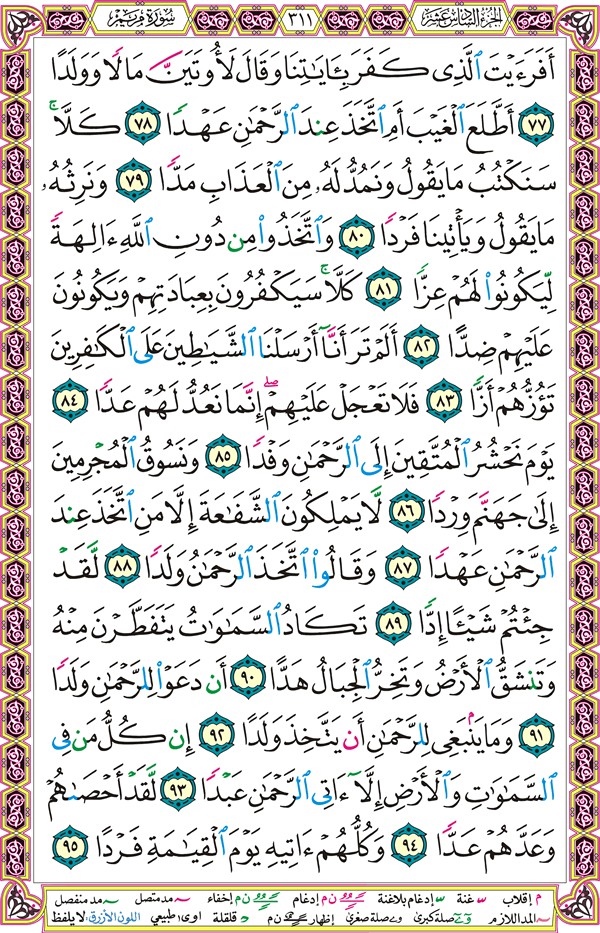 الجزء السادس عشر ٣١١ سورة مريم
أَفَرَءَيْتَ ٱلَّذِى كَفَرَ بِـَٔايَـٰتِنَا وَقَالَ لَأُوتَيَنَّ مَالًا وَوَلَدًا
٧٧ أَطَّلَعَ ٱلْغَيْبَ أَمِ ٱتَّخَذَ عِندَ ٱلرَّحْمَـٰنِ عَهْدًا ٧٨ كَلَّا ۚ
سَنَكْتُبُ مَا يَقُولُ وَنَمُدُّ لَهُۥ مِنَ ٱلْعَذَابِ مَدًّا ٧٩ وَنَرِثُهُۥ
مَا يَقُولُ وَيَأْتِينَا فَرْدًا ٨٠ وَٱتَّخَذُوا۟ مِن دُونِ ٱللَّهِ ءَالِهَةً
لِّيَكُونُوا۟ لَهُمْ عِزًّا ٨١ كَلَّا ۚ سَيَكْفُرُونَ بِعِبَادَتِهِمْ وَيَكُونُونَ
عَلَيْهِمْ ضِدًّا ٨٢ أَلَمْ تَرَ أَنَّآ أَرْسَلْنَا ٱلشَّيَـٰطِينَ عَلَى ٱلْكَـٰفِرِينَ
تَؤُزُّهُمْ أَزًّا ٨٣ فَلَا تَعْجَلْ عَلَيْهِمْ ۖ إِنَّمَا نَعُدُّ لَهُمْ عَدًّا ٨٤
يَوْمَ نَحْشُرُ ٱلْمُتَّقِينَ إِلَى ٱلرَّحْمَـٰنِ وَفْدًا ٨٥ وَنَسُوقُ ٱلْمُجْرِمِينَ
إِلَىٰ جَهَنَّمَ وِرْدًا ٨٦ لَّا يَمْلِكُونَ ٱلشَّفَـٰعَةَ إِلَّا مَنِ ٱتَّخَذَ عِندَ
ٱلرَّحْمَـٰنِ عَهْدًا ٨٧ وَقَالُوا۟ ٱتَّخَذَ ٱلرَّحْمَـٰنُ وَلَدًا ٨٨ لَّقَدْ
جِئْتُمْ شَيْـًٔا إِدًّا ٨٩ تَكَادُ ٱلسَّمَـٰوَٰتُ يَتَفَطَّرْنَ مِنْهُ
وَتَنشَقُّ ٱلْأَرْضُ وَتَخِرُّ ٱلْجِبَالُ هَدًّا ٩٠ أَن دَعَوْا۟ لِلرَّحْمَـٰنِ وَلَدًا
٩١ وَمَا يَنۢبَغِى لِلرَّحْمَـٰنِ أَن يَتَّخِذَ وَلَدًا ٩٢ إِن كُلُّ مَن فِى
ٱلسَّمَـٰوَٰتِ وَٱلْأَرْضِ إِلَّآ ءَاتِى ٱلرَّحْمَـٰنِ عَبْدًا ٩٣ لَّقَدْ أَحْصَىٰهُمْ
وَعَدَّهُمْ عَدًّا ٩٤ وَكُلُّهُمْ ءَاتِيهِ يَوْمَ ٱلْقِيَـٰمَةِ فَرْدًا ٩٥
م إقلاب غنة إدغام بلاغنة ن م إدغام ن م إخفاء مد متصل مد منفصل
المد اللازم صلة كبرى صلة صغرى إظهار ن م قلقلة اوى: طبيعي اللون الأزرق: لا يلفظ